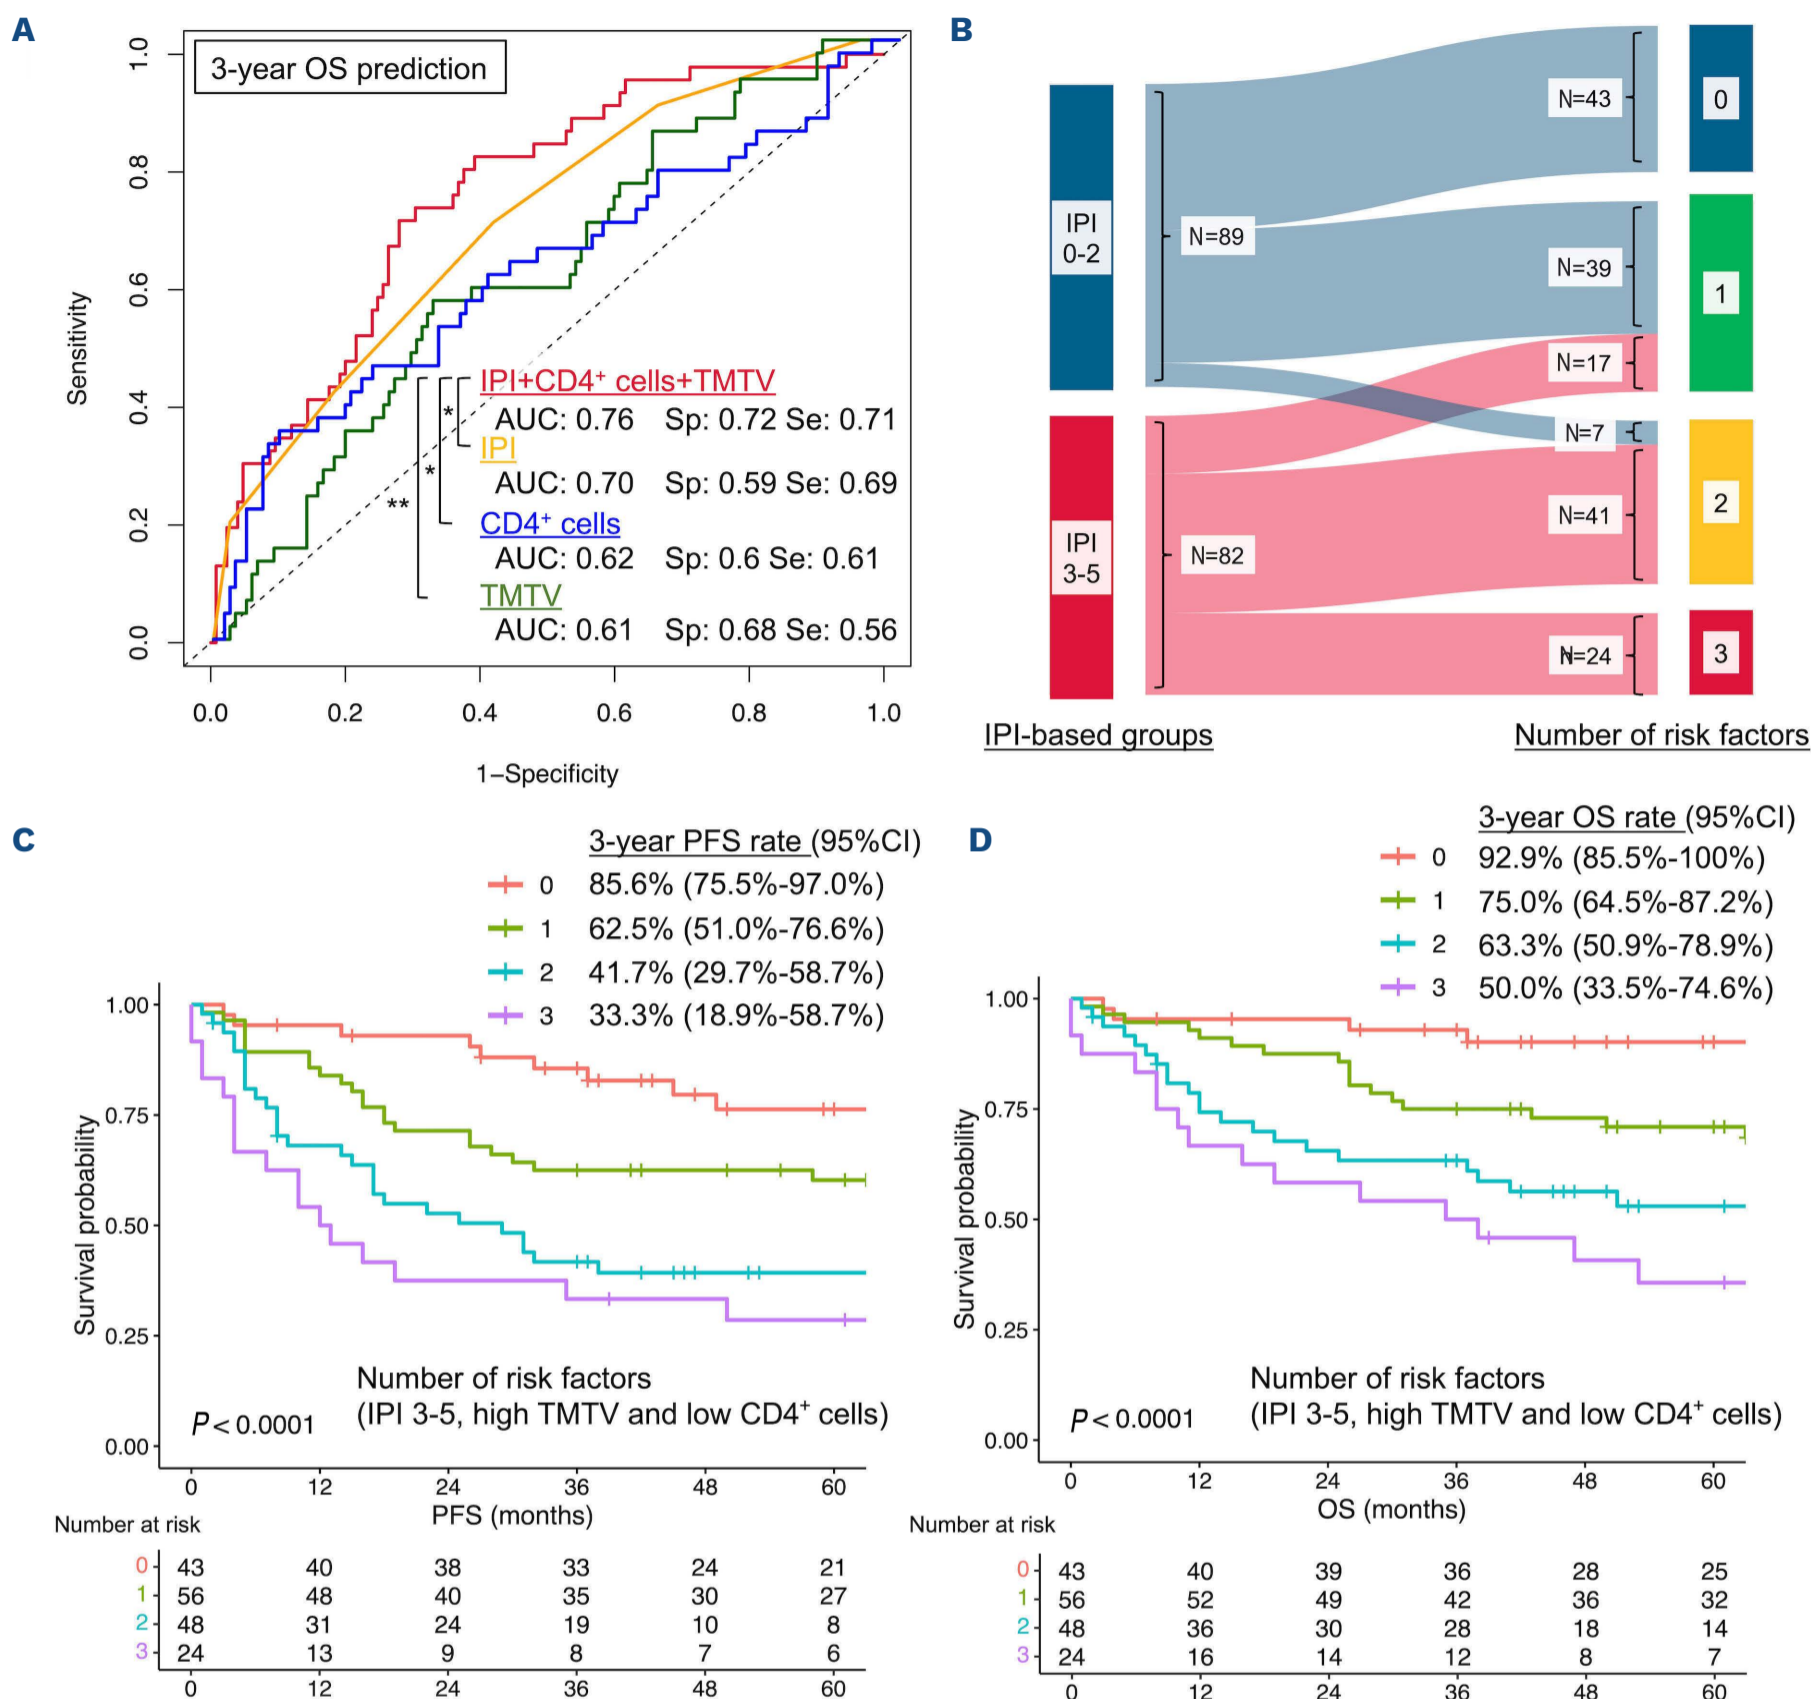 A
3-year OS prediction
1.0
0.8
0.6
0.4
0.2
0.0
Sensitivity
IPI+CD4⁺ cells+TMTV
AUC: 0.76 Sp: 0.72 Se: 0.71
IPI
AUC: 0.70 Sp: 0.59 Se: 0.69
CD4⁺ cells
AUC: 0.62 Sp: 0.6 Se: 0.61
TMTV
AUC: 0.61 Sp: 0.68 Se: 0.56
*
*
**
0.0 0.2 0.4 0.6 0.8 1.0
1–Specificity
B
IPI
0-2
N=89
IPI
3-5
N=82
N=43
N=39
N=17
N=7
N=41
N=24
0
1
2
3
IPI-based groups
Number of risk factors
C
3-year PFS rate (95%CI)
0 85.6% (75.5%-97.0%)
1 62.5% (51.0%-76.6%)
2 41.7% (29.7%-58.7%)
3 33.3% (18.9%-58.7%)
1.00
0.75
0.50
0.25
0.00
Survival probability
Number of risk factors
(IPI 3-5, high TMTV and low CD4⁺ cells)
P < 0.0001
0 12 24 36 48 60
PFS (months)
Number at risk
0 43 40 38 33 24 21
1 56 48 40 35 30 27
2 48 31 24 19 10 8
3 24 13 9 8 7 6
0 12 24 36 48 60
D
3-year OS rate (95%CI)
0 92.9% (85.5%-100%)
1 75.0% (64.5%-87.2%)
2 63.3% (50.9%-78.9%)
3 50.0% (33.5%-74.6%)
1.00
0.75
0.50
0.25
0.00
Survival probability
Number of risk factors
(IPI 3-5, high TMTV and low CD4⁺ cells)
P < 0.0001
0 12 24 36 48 60
OS (months)
Number at risk
0 43 40 39 36 28 25
1 56 52 49 42 36 32
2 48 36 30 28 18 14
3 24 16 14 12 8 7
0 12 24 36 48 60